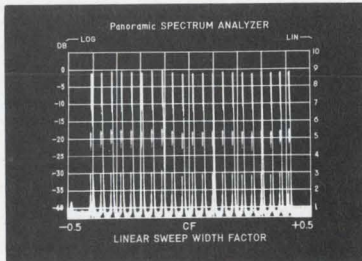 Panoramic SPECTRUM ANALYZER
DB LOG LIN 10
0 9
-5 8
-10 7
-15 6
-20 5
-25 4
-30 3
-35 2
-40 1
-0.5 CF +0.5
LINEAR SWEEP WIDTH FACTOR